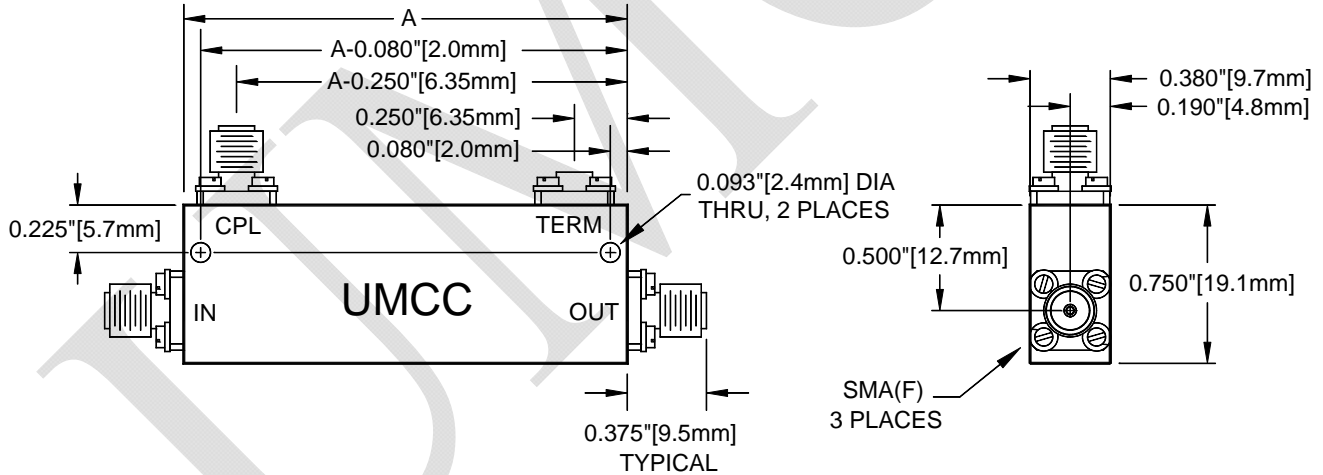 A
A-0.080"[2.0mm]
A-0.250"[6.35mm]
0.250"[6.35mm]
0.080"[2.0mm]
0.093"[2.4mm] DIA
THRU, 2 PLACES
0.225"[5.7mm]
CPL
TERM
IN
UMCC
OUT
0.375"[9.5mm]
TYPICAL
0.380"[9.7mm]
0.190"[4.8mm]
0.500"[12.7mm]
0.750"[19.1mm]
SMA(F)
3 PLACES